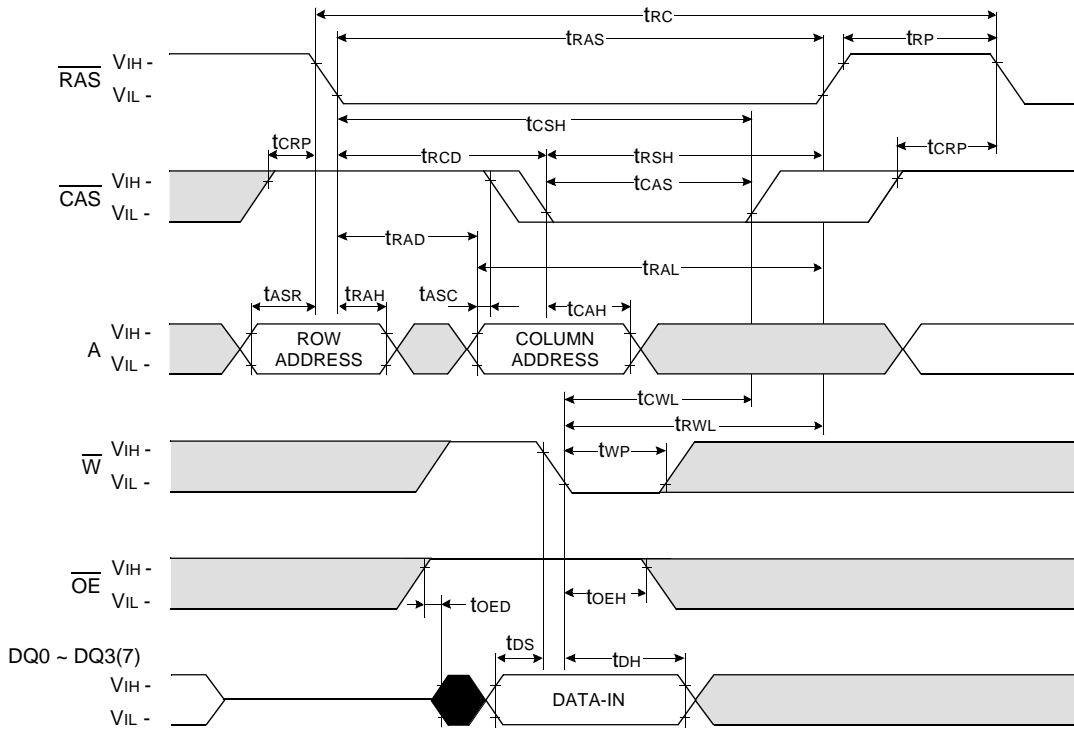 tRC
tRAS
tRP
RAS
VIH -
VIL -
tCSH
tCRP
tRCD
tRSH
tCRP
CAS
VIH -
VIL -
tCAS
tRAD
tRAL
tASR
tRAH
tASC
tCAH
A
VIH -
VIL -
ROW
ADDRESS
COLUMN
ADDRESS
tCWL
tRWL
W
VIH -
VIL -
tWP
OE
VIH -
VIL -
tOED
tOEH
DQ0 ~ DQ3(7)
tDS
tDH
VIH -
VIL -
DATA-IN